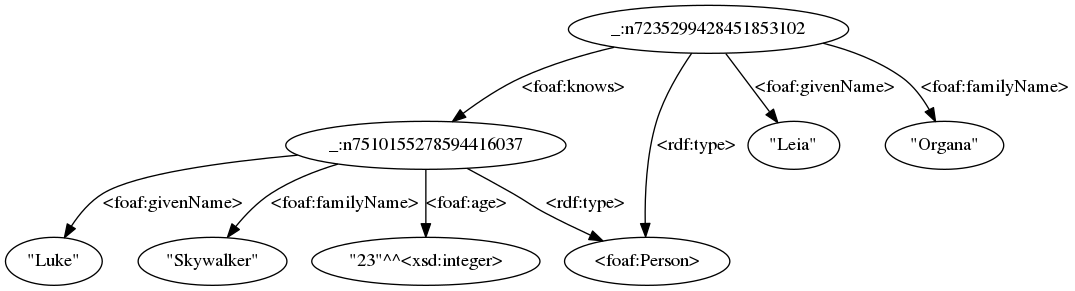 _:n7235299428451853102
<foaf:knows>
<foaf:givenName>
<foaf:familyName>
_:n7510155278594416037
<rdf:type>
"Leia"
"Organa"
<foaf:givenName>
<foaf:familyName>
<foaf:age>
<rdf:type>
"Luke"
"Skywalker"
"23"^^<xsd:integer>
<foaf:Person>